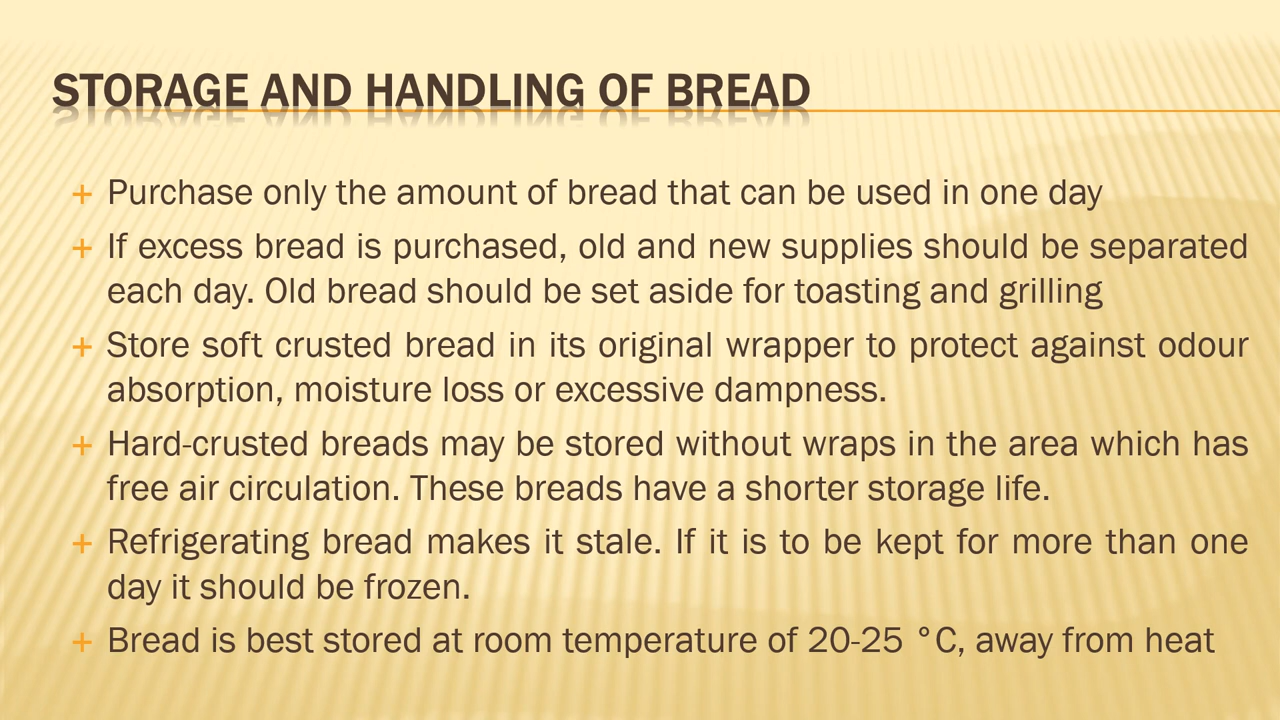 STORAGE AND HANDLING OF BREAD
+ Purchase only the amount of bread that can be used in one day
+ If excess bread is purchased, old and new supplies should be separated
each day. Old bread should be set aside for toasting and grilling
+ Store soft crusted bread in its original wrapper to protect against odour
absorption, moisture loss or excessive dampness.
+ Hard-crusted breads may be stored without wraps in the area which has
free air circulation. These breads have a shorter storage life.
+ Refrigerating bread makes it stale. If it is to be kept for more than one
day it should be frozen.
+ Bread is best stored at room temperature of 20-25 °C, away from heat